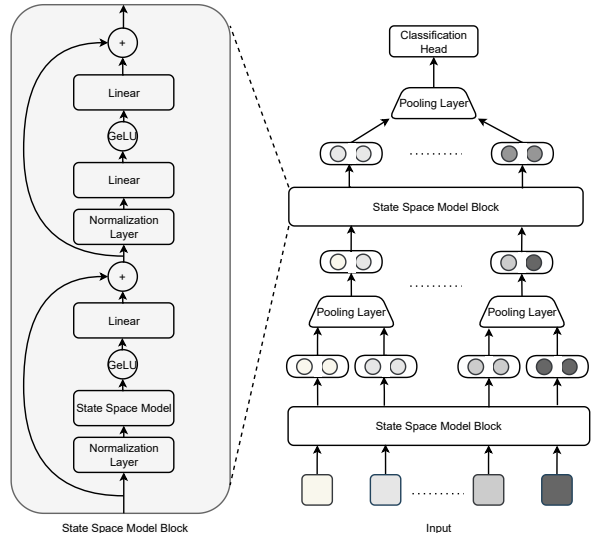 +
Linear
GeLU
Linear
Normalization
Layer
+
Linear
GeLU
State Space Model
Normalization
Layer
State Space Model Block
Classification
Head
Pooling Layer
State Space Model Block
Pooling Layer
Pooling Layer
State Space Model Block
Input